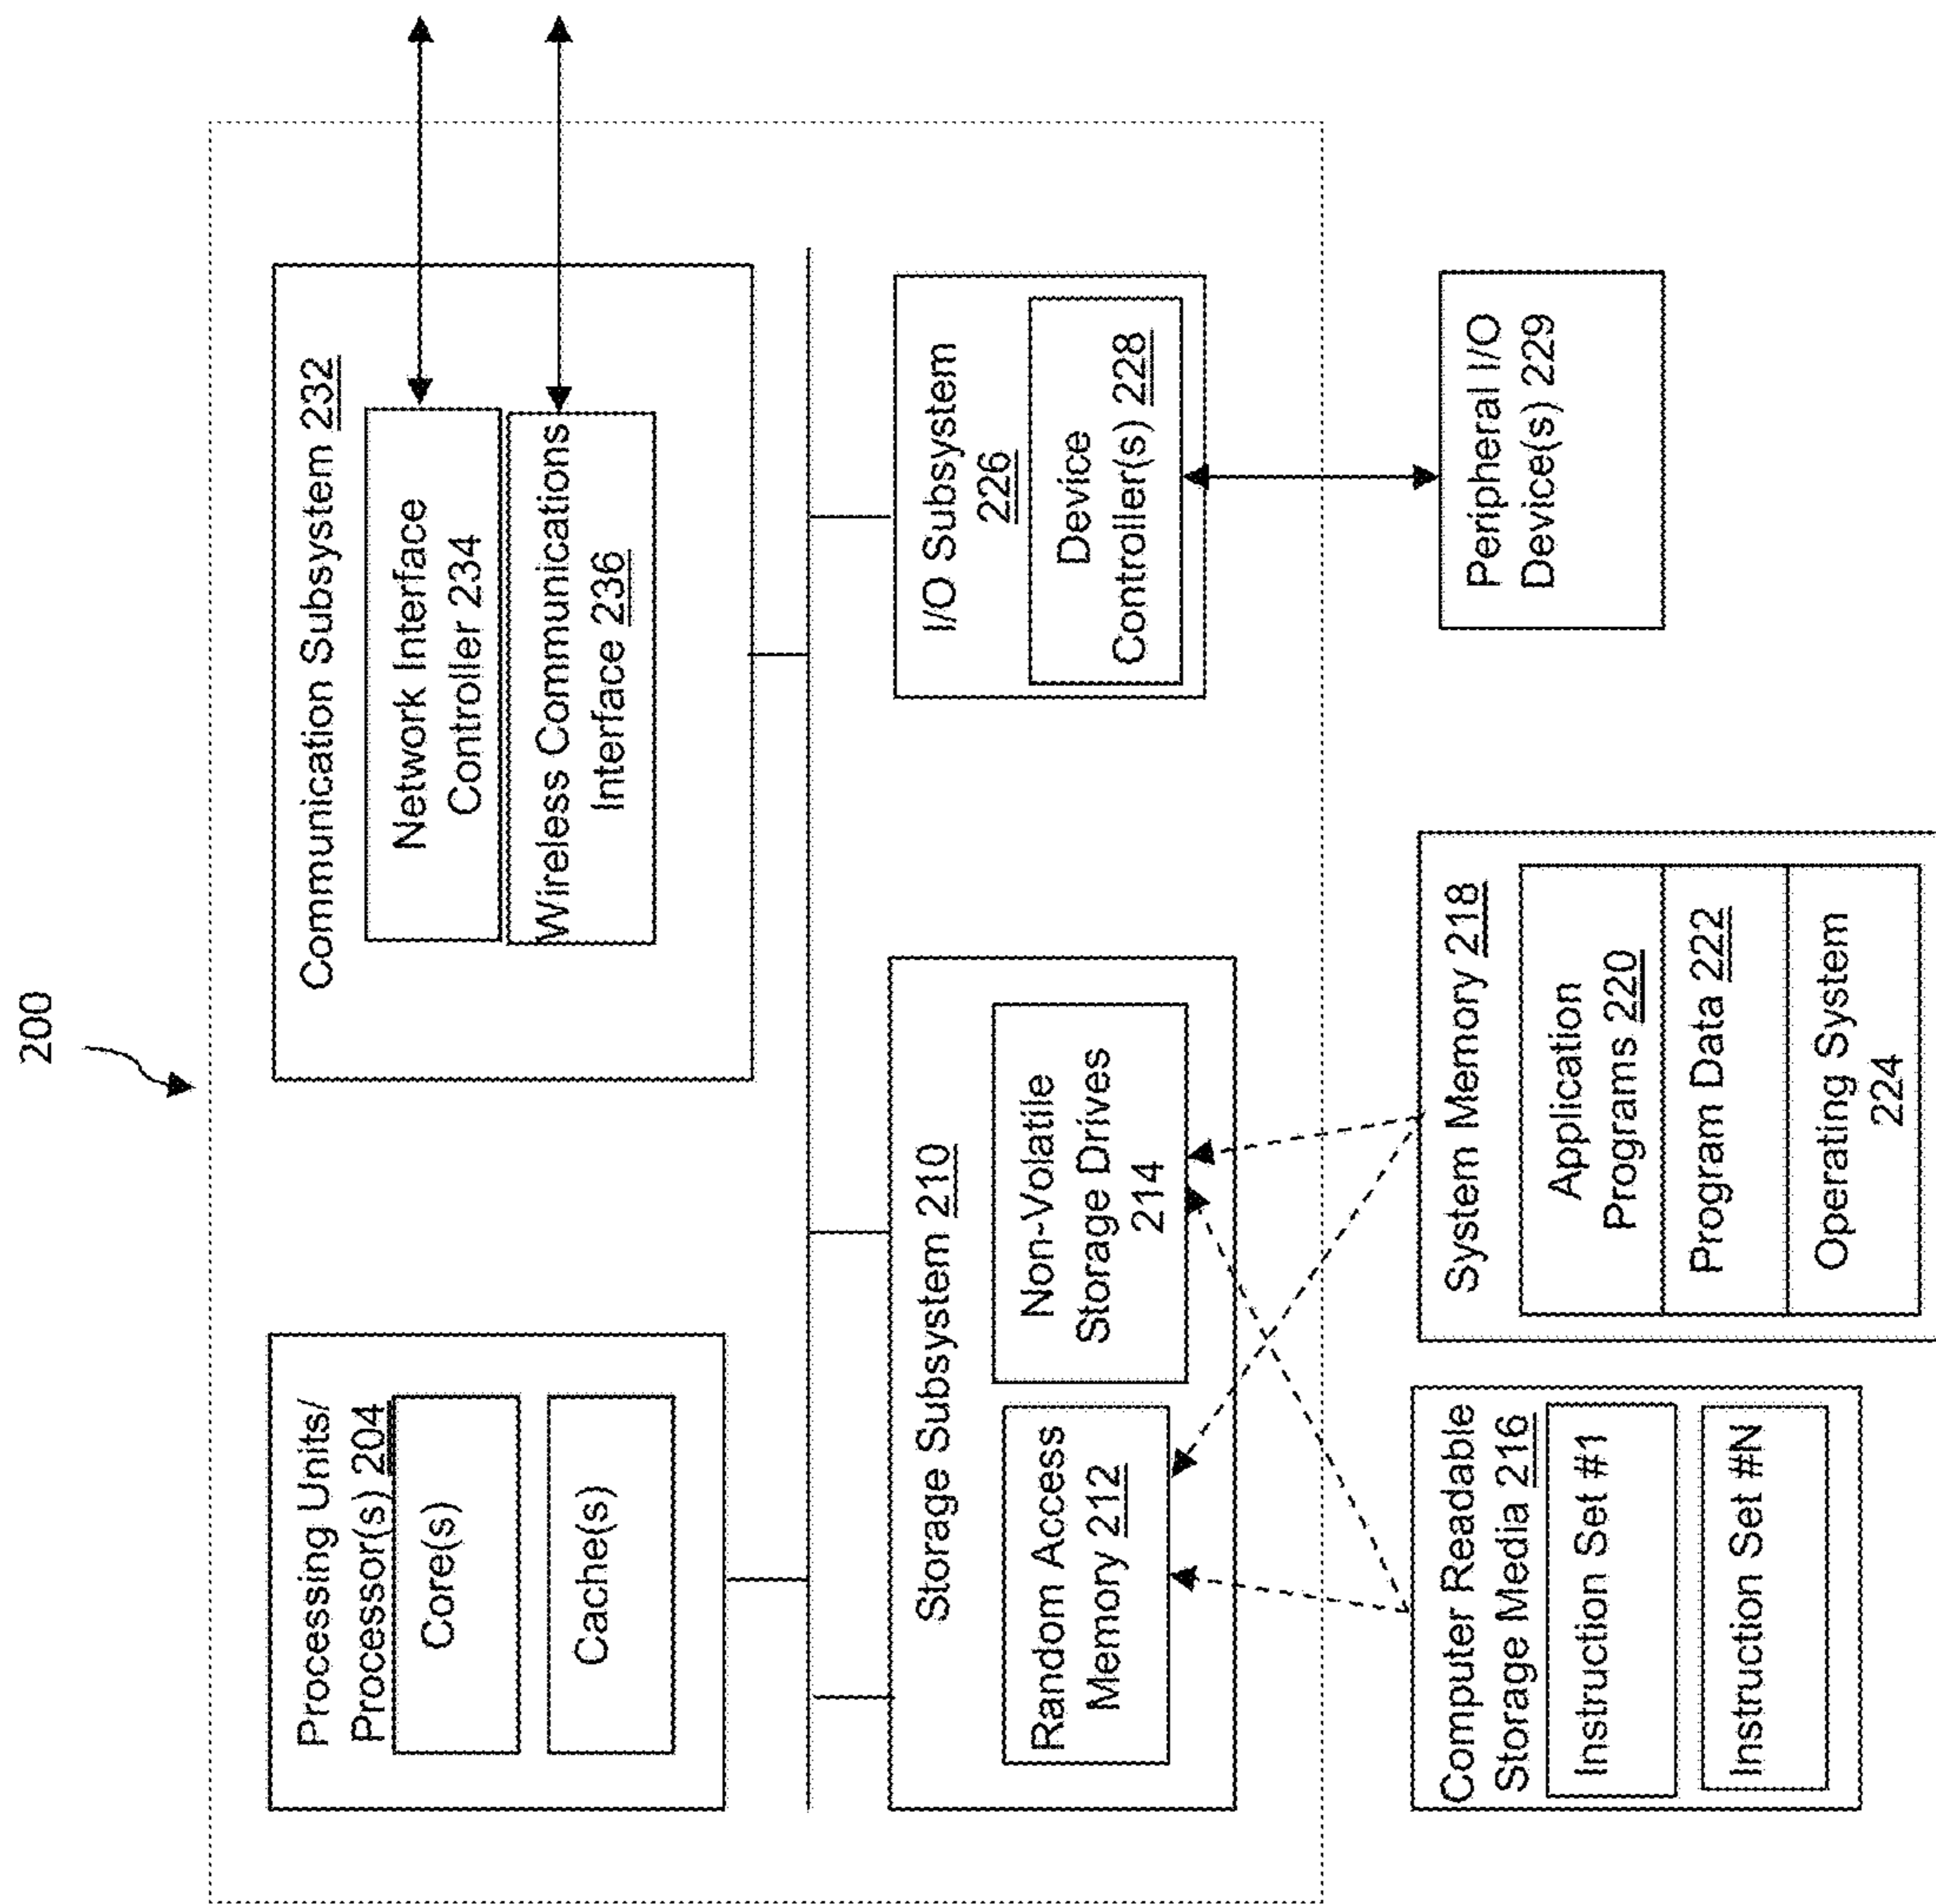 200
Processing Units/
Processor(s) 204
Core(s)
Cache(s)
Communication Subsystem 232
Network Interface
Controller 234
Wireless Communications
Interface 236
Storage Subsystem 210
Random Access
Memory 212
Non-Volatile
Storage Drives
214
I/O Subsystem
226
Device
Controller(s) 228
Computer Readable
Storage Media 216
Instruction Set #1
Instruction Set #N
System Memory 218
Application
Programs 220
Program Data 222
Operating System
224
Peripheral I/O
Device(s) 229